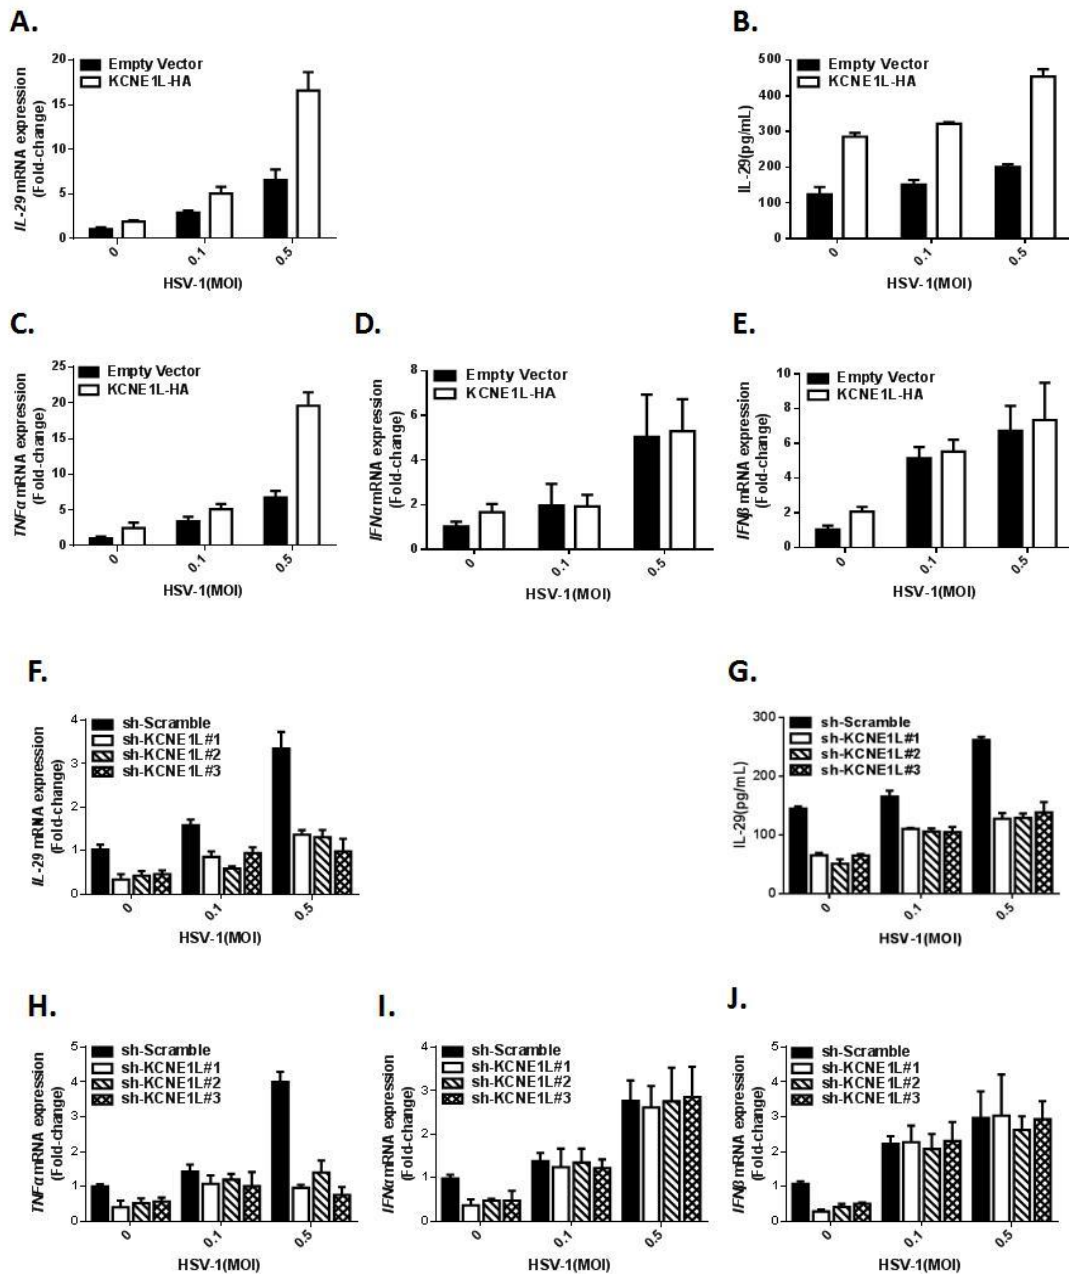 A.
Empty Vector
KCNE1L-HA
IL-29 mRNA expression
(Fold-change)
20
15
10
5
0
0
0.1
0.5
HSV-1(MOI)
B.
Empty Vector
KCNE1L-HA
IL-29(pg/mL)
500
400
300
200
100
0
0
0.1
0.5
HSV-1(MOI)
C.
Empty Vector
KCNE1L-HA
TNFα mRNA expression
(Fold-change)
25
20
15
10
5
0
0
0.1
0.5
HSV-1(MOI)
D.
Empty Vector
KCNE1L-HA
IFNα mRNA expression
(Fold-change)
8
6
4
2
0
0
0.1
0.5
HSV-1(MOI)
E.
Empty Vector
KCNE1L-HA
IFNβ mRNA expression
(Fold-change)
10
8
6
4
2
0
0
0.1
0.5
HSV-1(MOI)
F.
sh-Scramble
sh-KCNE1L#1
sh-KCNE1L#2
sh-KCNE1L#3
IL-29 mRNA expression
(Fold-change)
4
3
2
1
0
0
0.1
0.5
HSV-1(MOI)
G.
sh-Scramble
sh-KCNE1L#1
sh-KCNE1L#2
sh-KCNE1L#3
IL-29(pg/mL)
300
200
100
0
0
0.1
0.5
HSV-1(MOI)
H.
sh-Scramble
sh-KCNE1L#1
sh-KCNE1L#2
sh-KCNE1L#3
TNFα mRNA expression
(Fold-change)
5
4
3
2
1
0
0
0.1
0.5
HSV-1(MOI)
I.
sh-Scramble
sh-KCNE1L#1
sh-KCNE1L#2
sh-KCNE1L#3
IFNα mRNA expression
(Fold-change)
4
3
2
1
0
0
0.1
0.5
HSV-1(MOI)
J.
sh-Scramble
sh-KCNE1L#1
sh-KCNE1L#2
sh-KCNE1L#3
IFNβ mRNA expression
(Fold-change)
5
4
3
2
1
0
0
0.1
0.5
HSV-1(MOI)